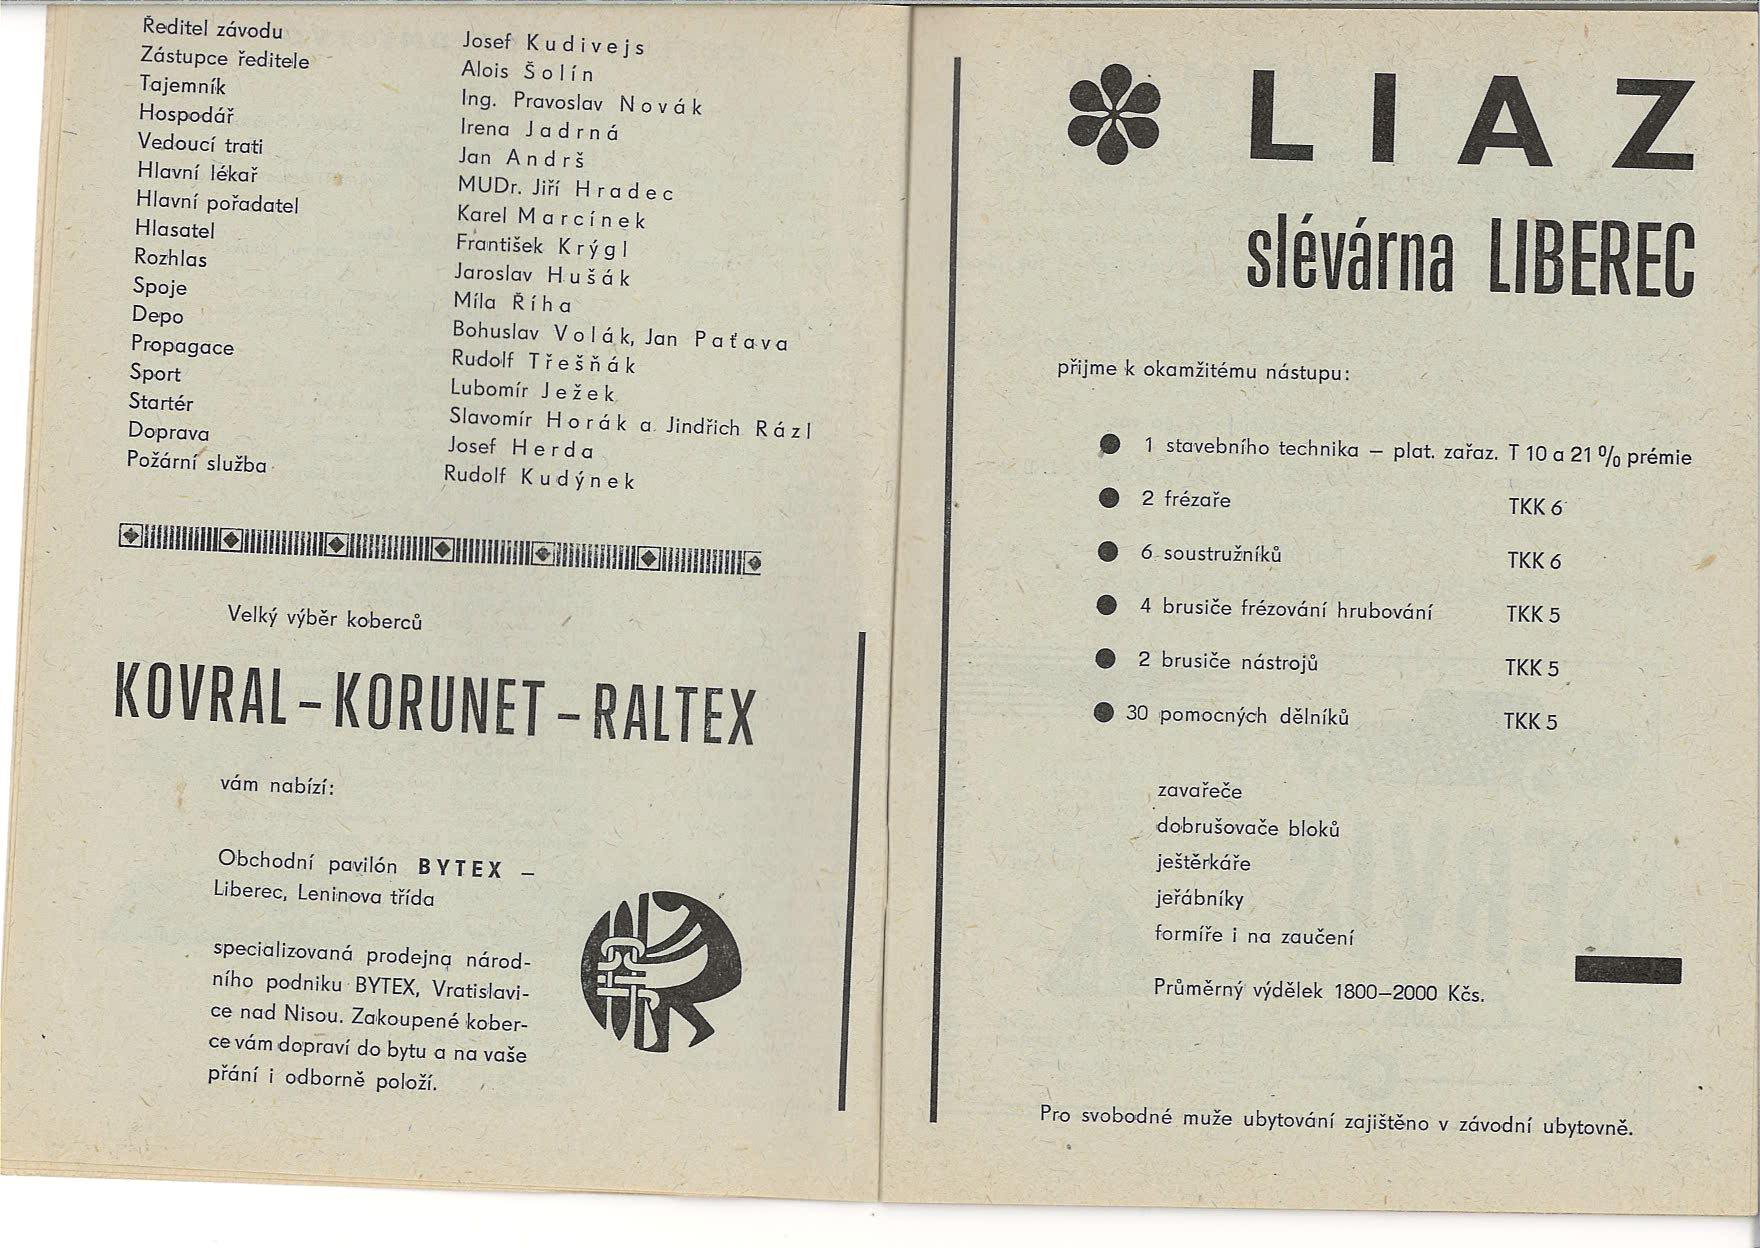 Ředitel závodu Josef Kudivejs
Zástupce ředitele Alois Šolín
Tajemník Ing. Pravoslav Novák
Hospodář Irena Jadrná
Vedoucí trati Jan Andrš
Hlavní lékař MUDr. Jiří Hradec
Hlavní pořadatel Karel Marcínek
Hlasatel František Krýgl
Rozhlas Jaroslav Hušák
Spoje Míla Říha
Depo Bohuslav Volák, Jan Paťava
Propagace Rudolf Třešňák
Sport Lubomír Ježek
Startér Slavomír Horák a Jindřich Rázl
Doprava Josef Herda
Požární služba Rudolf Kudýnek
Velký výběr koberců
KOVRAL – KORUNET – RALTEX
vám nabízí:
Obchodní pavilón BYTEX –
Liberec, Leninova třída
specializovaná prodejna národ-
ního podniku BYTEX, Vratislavi-
ce nad Nisou. Zakoupené kober-
ce vám dopraví do bytu a na vaše
přání i odborně položí.
LIAZ
slévárna LIBEREC
přijme k okamžitému nástupu:
● 1 stavebního technika – plat. zařaz. T 10 a 21 % prémie
● 2 frézaře TKK 6
● 6 soustružníků TKK 6
● 4 brusiče frézování hrubování TKK 5
● 2 brusiče nástrojů TKK 5
● 30 pomocných dělníků TKK 5
zavařeče
dobrušovače bloků
ještěrkáře
jeřábníky
formíře i na zaučení
Průměrný výdělek 1800–2000 Kčs.
Pro svobodné muže ubytování zajištěno v závodní ubytovně.